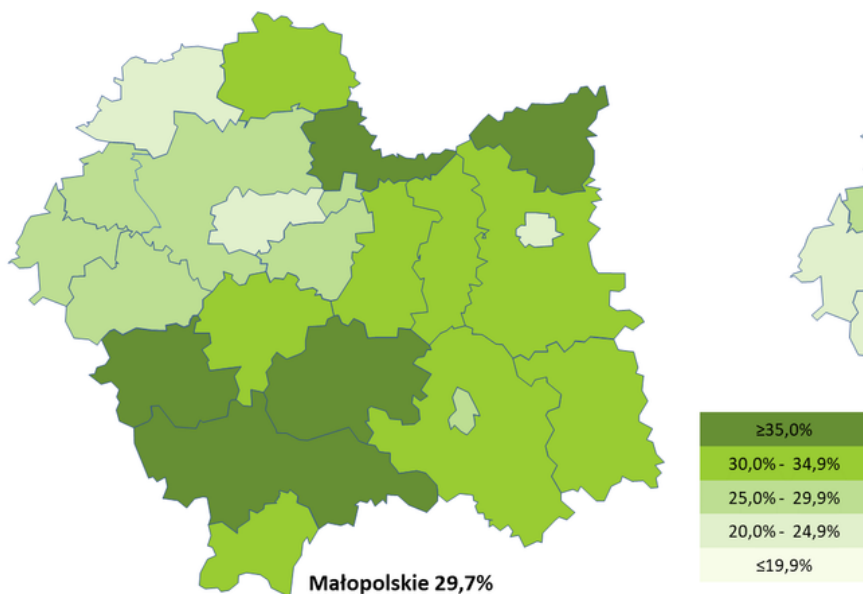 ≥35,0%
30,0% - 34,9%
25,0% - 29,9%
20,0% - 24,9%
≤19,9%
Małopolskie 29,7%